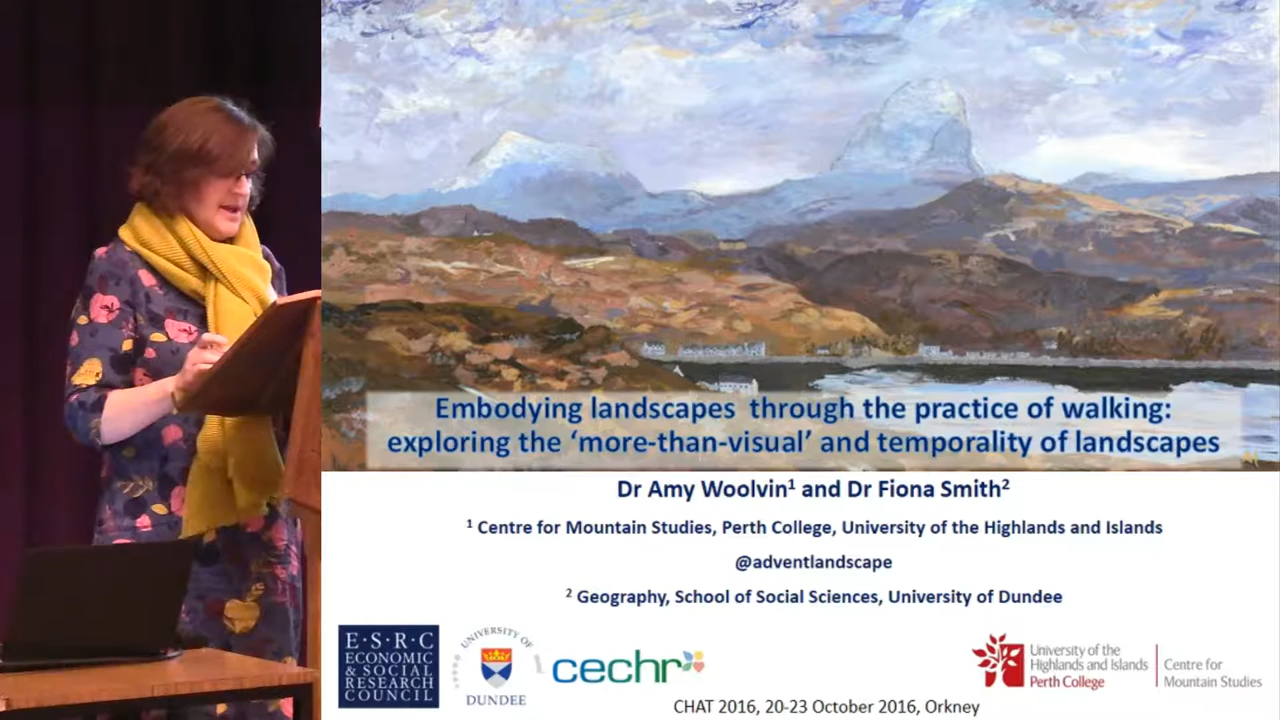 Embodying landscapes through the practice of walking:
exploring the ‘more-than-visual’ and temporality of landscapes
Dr Amy Woolvin¹ and Dr Fiona Smith²
¹ Centre for Mountain Studies, Perth College, University of the Highlands and Islands
@adventlandscape
² Geography, School of Social Sciences, University of Dundee
E·S·R·C
ECONOMIC
& SOCIAL
RESEARCH
COUNCIL
UNIVERSITY OF
DUNDEE
cechr
University of the
Highlands and Islands
Perth College
Centre for
Mountain Studies
CHAT 2016, 20-23 October 2016, Orkney